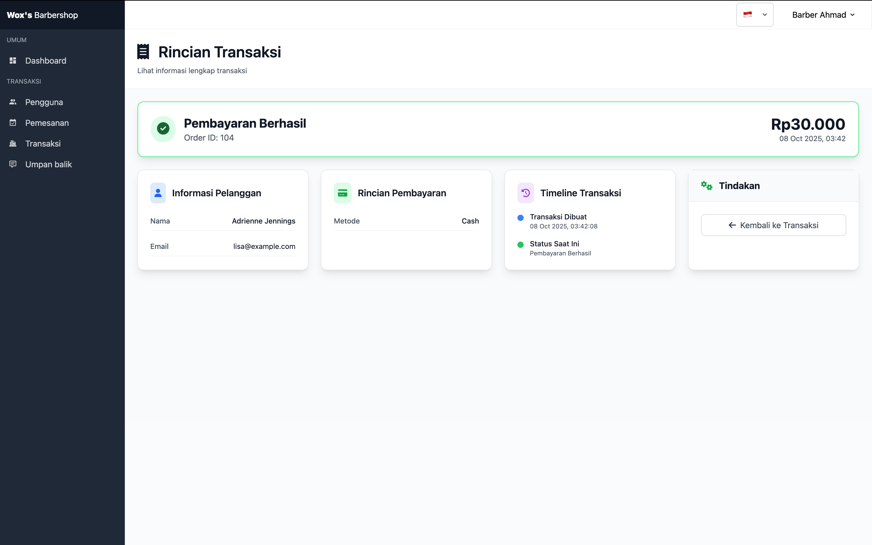 Wox's Barbershop
Barber Ahmad
UMUM
Dashboard
TRANSAKSI
Pengguna
Pemesanan
Transaksi
Umpan balik
Rincian Transaksi
Lihat informasi lengkap transaksi
Pembayaran Berhasil
Order ID: 104
Rp30.000
08 Oct 2025, 03:42
Informasi Pelanggan
Nama Adrienne Jennings
Email lisa@example.com
Rincian Pembayaran
Metode Cash
Timeline Transaksi
Transaksi Dibuat
08 Oct 2025, 03:42:08
Status Saat Ini
Pembayaran Berhasil
Tindakan
Kembali ke Transaksi